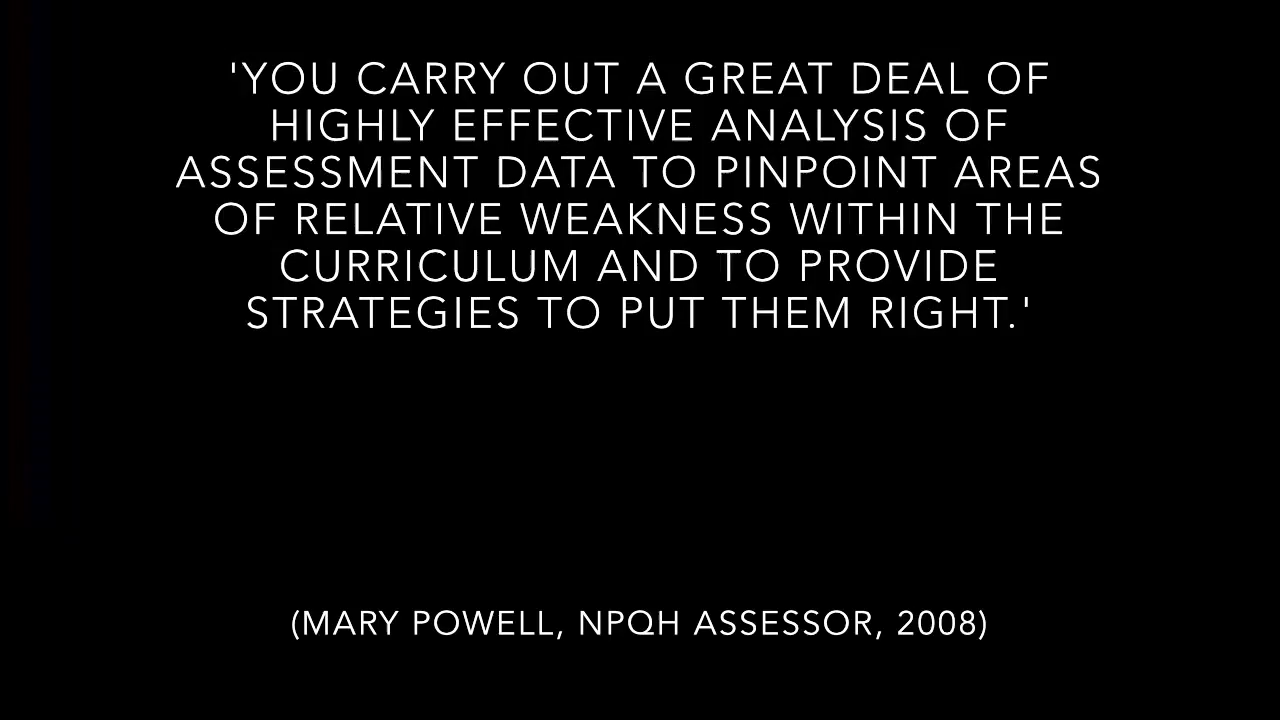 'YOU CARRY OUT A GREAT DEAL OF
HIGHLY EFFECTIVE ANALYSIS OF
ASSESSMENT DATA TO PINPOINT AREAS
OF RELATIVE WEAKNESS WITHIN THE
CURRICULUM AND TO PROVIDE
STRATEGIES TO PUT THEM RIGHT.'
(MARY POWELL, NPQH ASSESSOR, 2008)